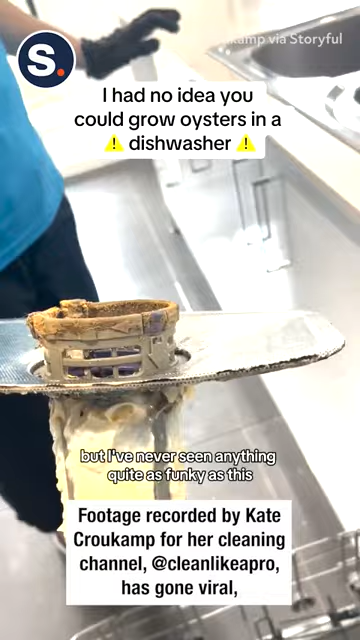 S.
kamp via Storyful
I had no idea you
could grow oysters in a
⚠️ dishwasher ⚠️
but I've never seen anything
quite as funky as this
Footage recorded by Kate
Croukamp for her cleaning
channel, @cleanlikeapro,
has gone viral,